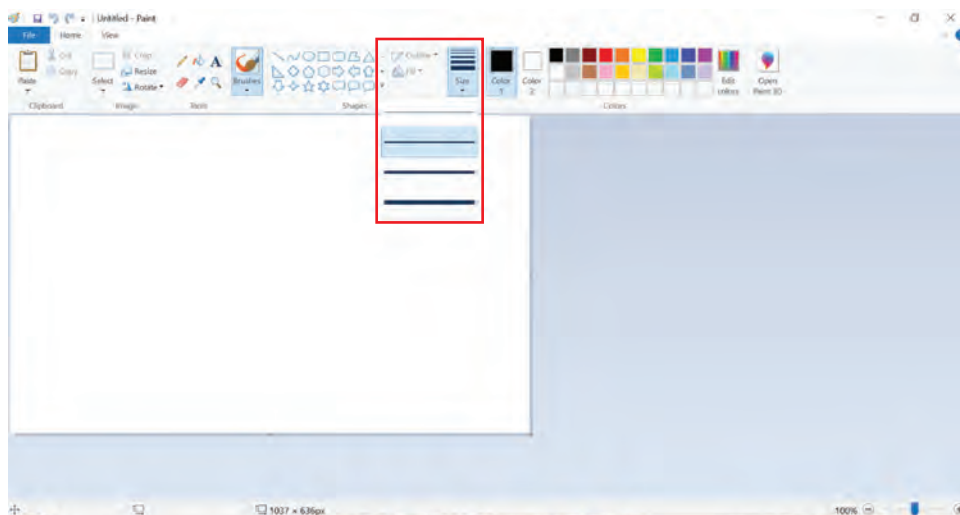 Untitled - Paint
File Home View
Cut
Crop
Outline
Paste
Copy
Select
Resize
Rotate
A
Brushes
Fill
Size
Color 1
Color 2
Edit colors
Open Paint 3D
Clipboard
Image
Tools
Shapes
Colors
1037 × 636px
100%